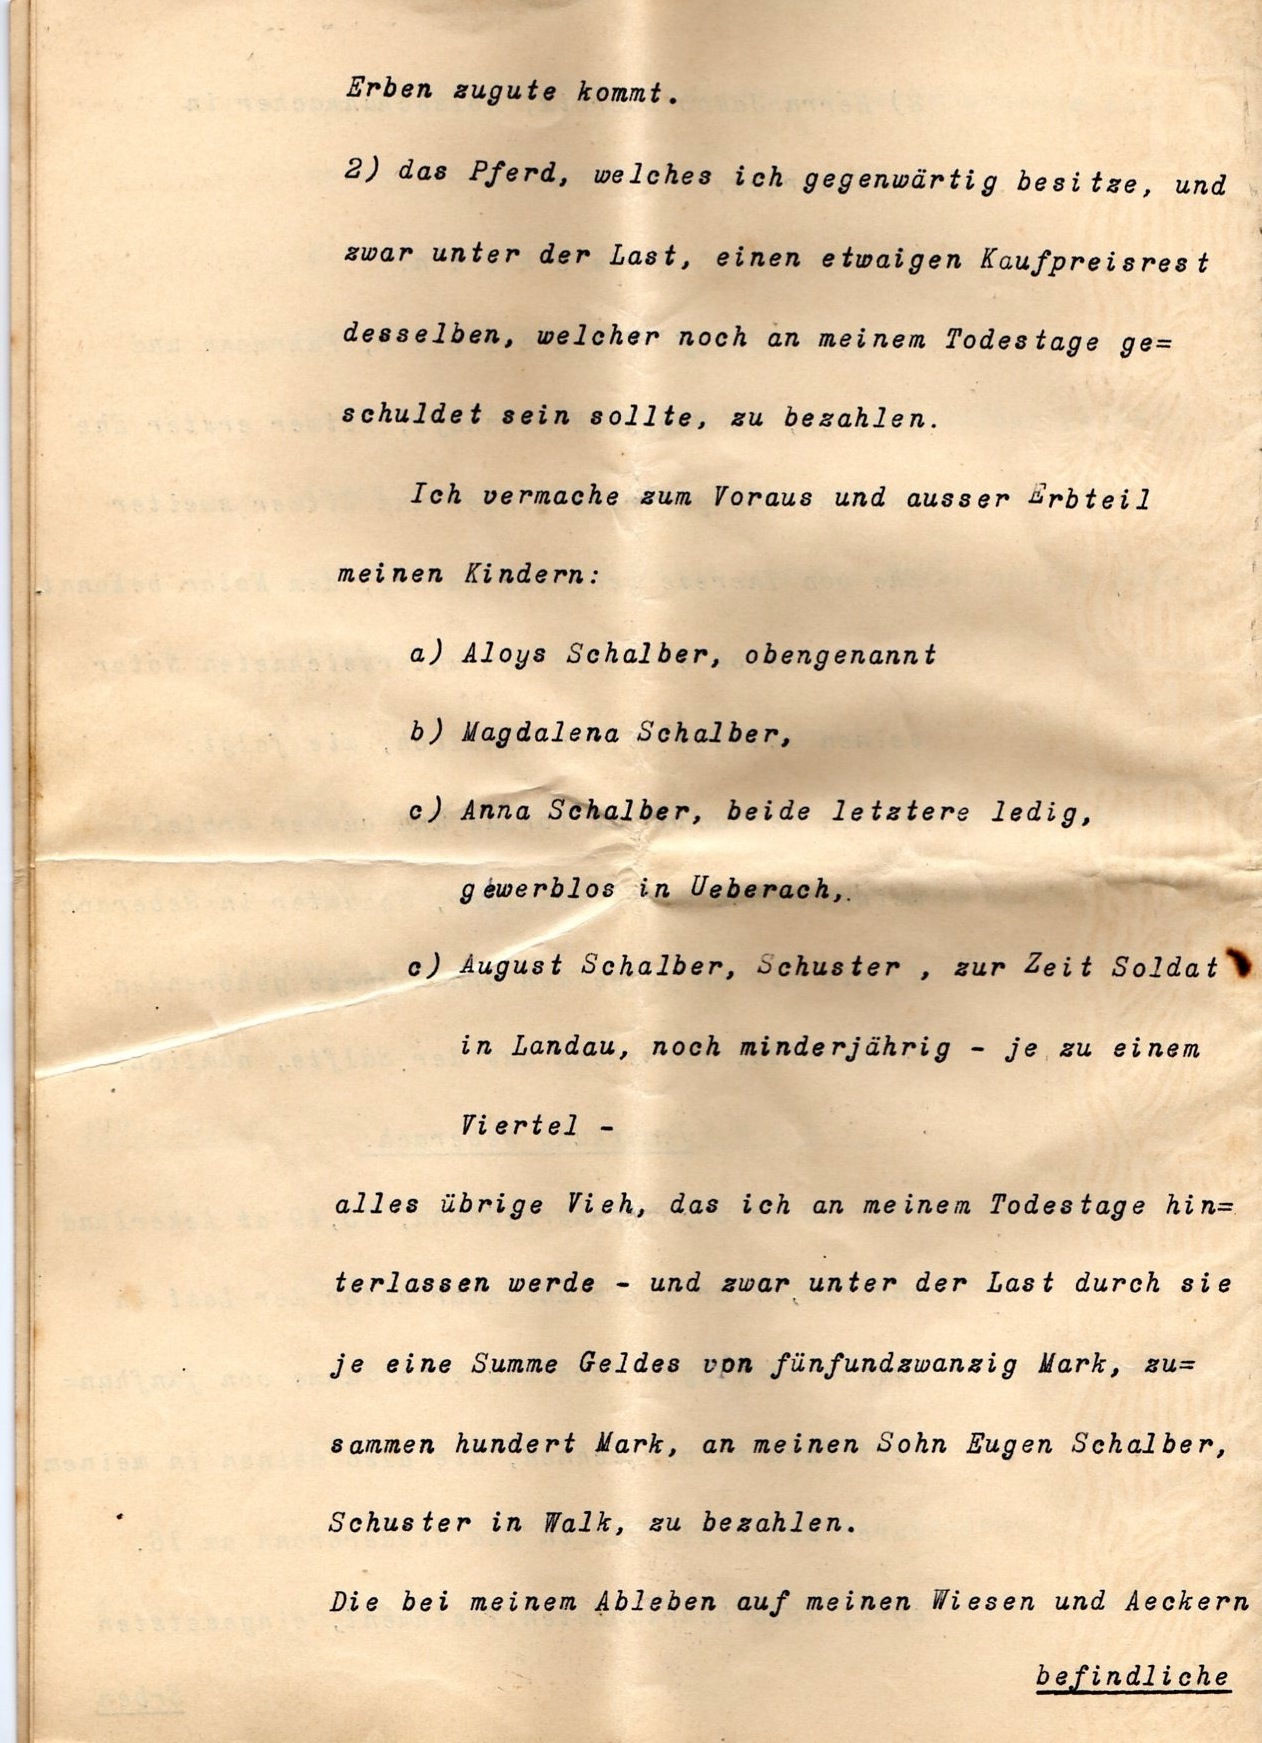 Erben zugute kommt.
2) das Pferd, welches ich gegenwärtig besitze, und
zwar unter der Last, einen etwaigen Kaufpreisrest
desselben, welcher noch an meinem Todestage ge=
schuldet sein sollte, zu bezahlen.
Ich vermache zum Voraus und ausser Erbteil
meinen Kindern:
a) Aloys Schalber, obengenannt
b) Magdalena Schalber,
c) Anna Schalber, beide letztere ledig,
gewerblos in Ueberach,.
c) August Schalber, Schuster , zur Zeit Soldat
in Landau, noch minderjährig - je zu einem
Viertel -
alles übrige Vieh, das ich an meinem Todestage hin=
terlassen werde - und zwar unter der Last durch sie
je eine Summe Geldes von fünfundzwanzig Mark, zu=
sammen hundert Mark, an meinen Sohn Eugen Schalber,
Schuster in Walk, zu bezahlen.
Die bei meinem Ableben auf meinen Wiesen und Aeckern
befindliche